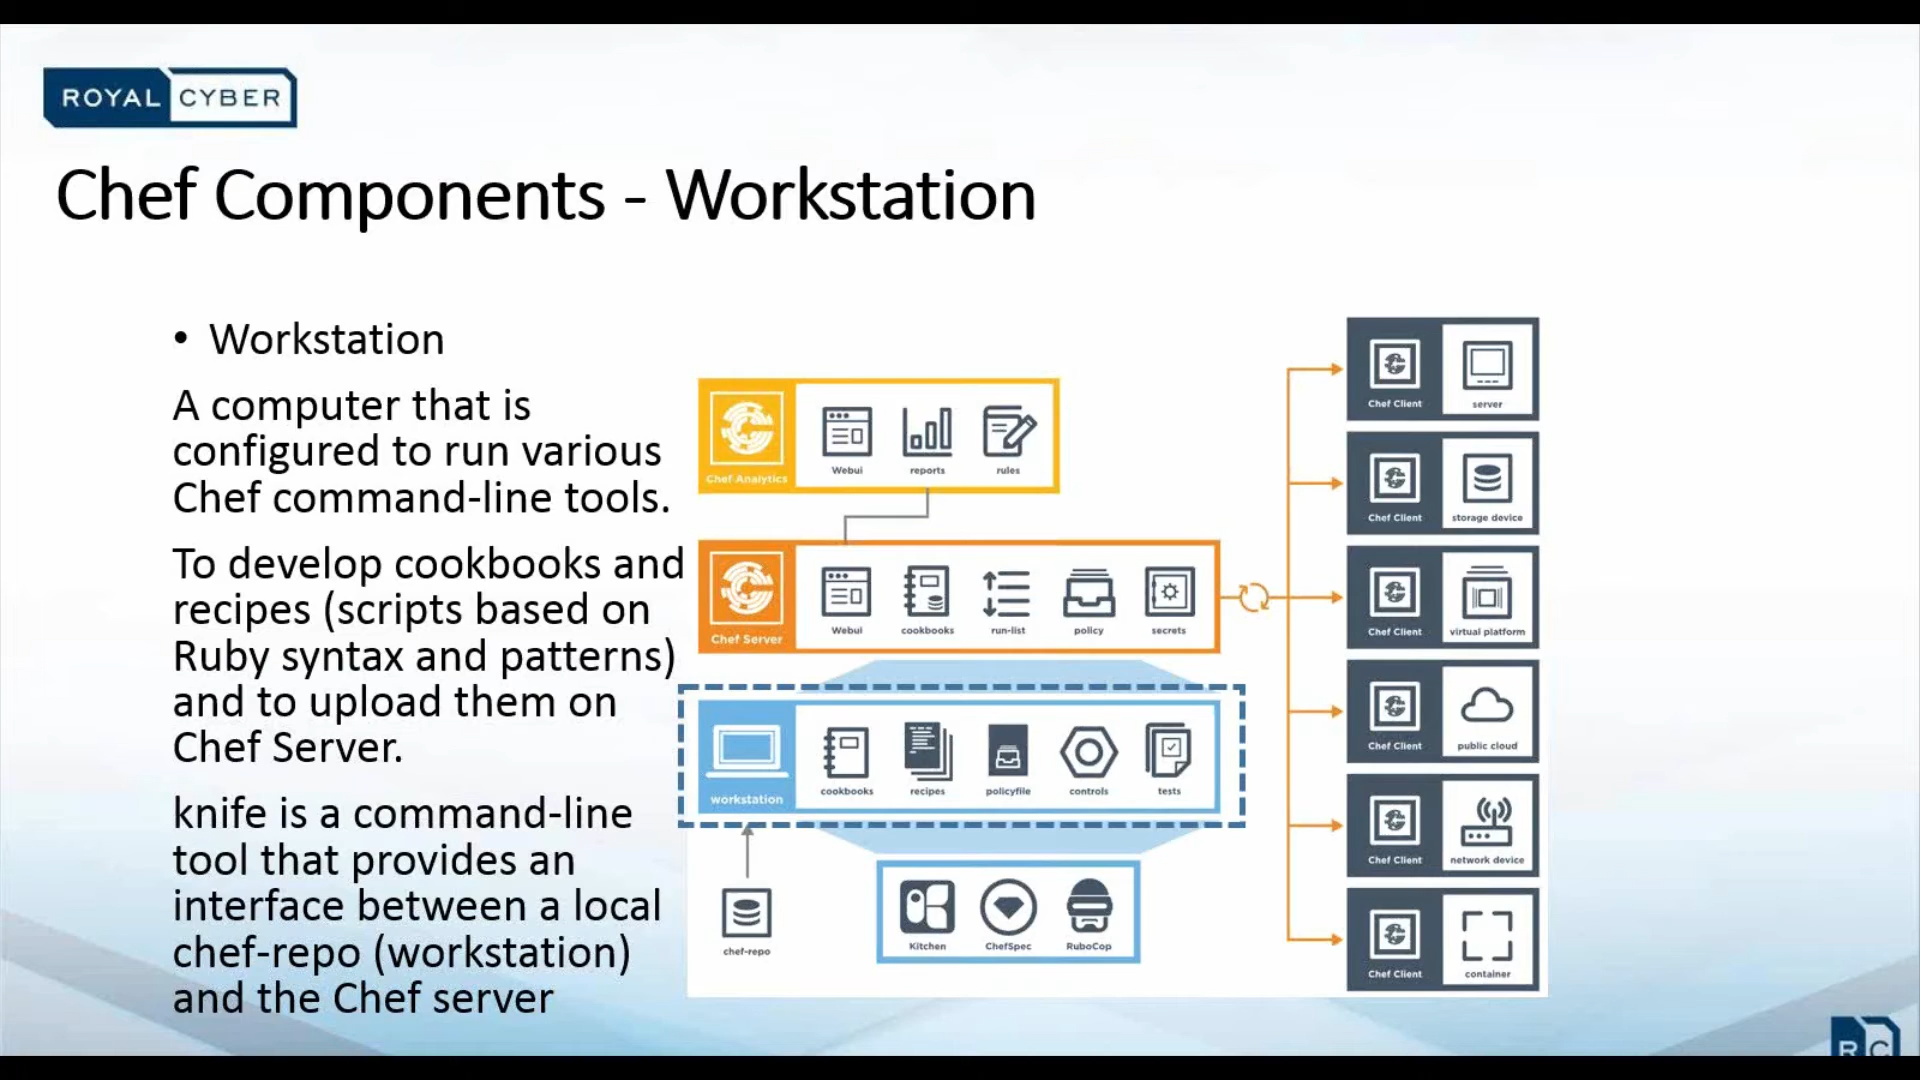 ROYAL CYBER
Chef Components - Workstation
• Workstation
A computer that is
configured to run various
Chef command-line tools.
To develop cookbooks and
recipes (scripts based on
Ruby syntax and patterns)
and to upload them on
Chef Server.
knife is a command-line
tool that provides an
interface between a local
chef-repo (workstation)
and the Chef server
Chef Analytics
Webui
reports
rules
Chef Server
Webui
cookbooks
run-list
policy
secrets
workstation
cookbooks
recipes
policyfile
controls
tests
chef-repo
Kitchen
ChefSpec
RuboCop
Chef Client
server
Chef Client
storage device
Chef Client
virtual platform
Chef Client
public cloud
Chef Client
network device
Chef Client
container
RC